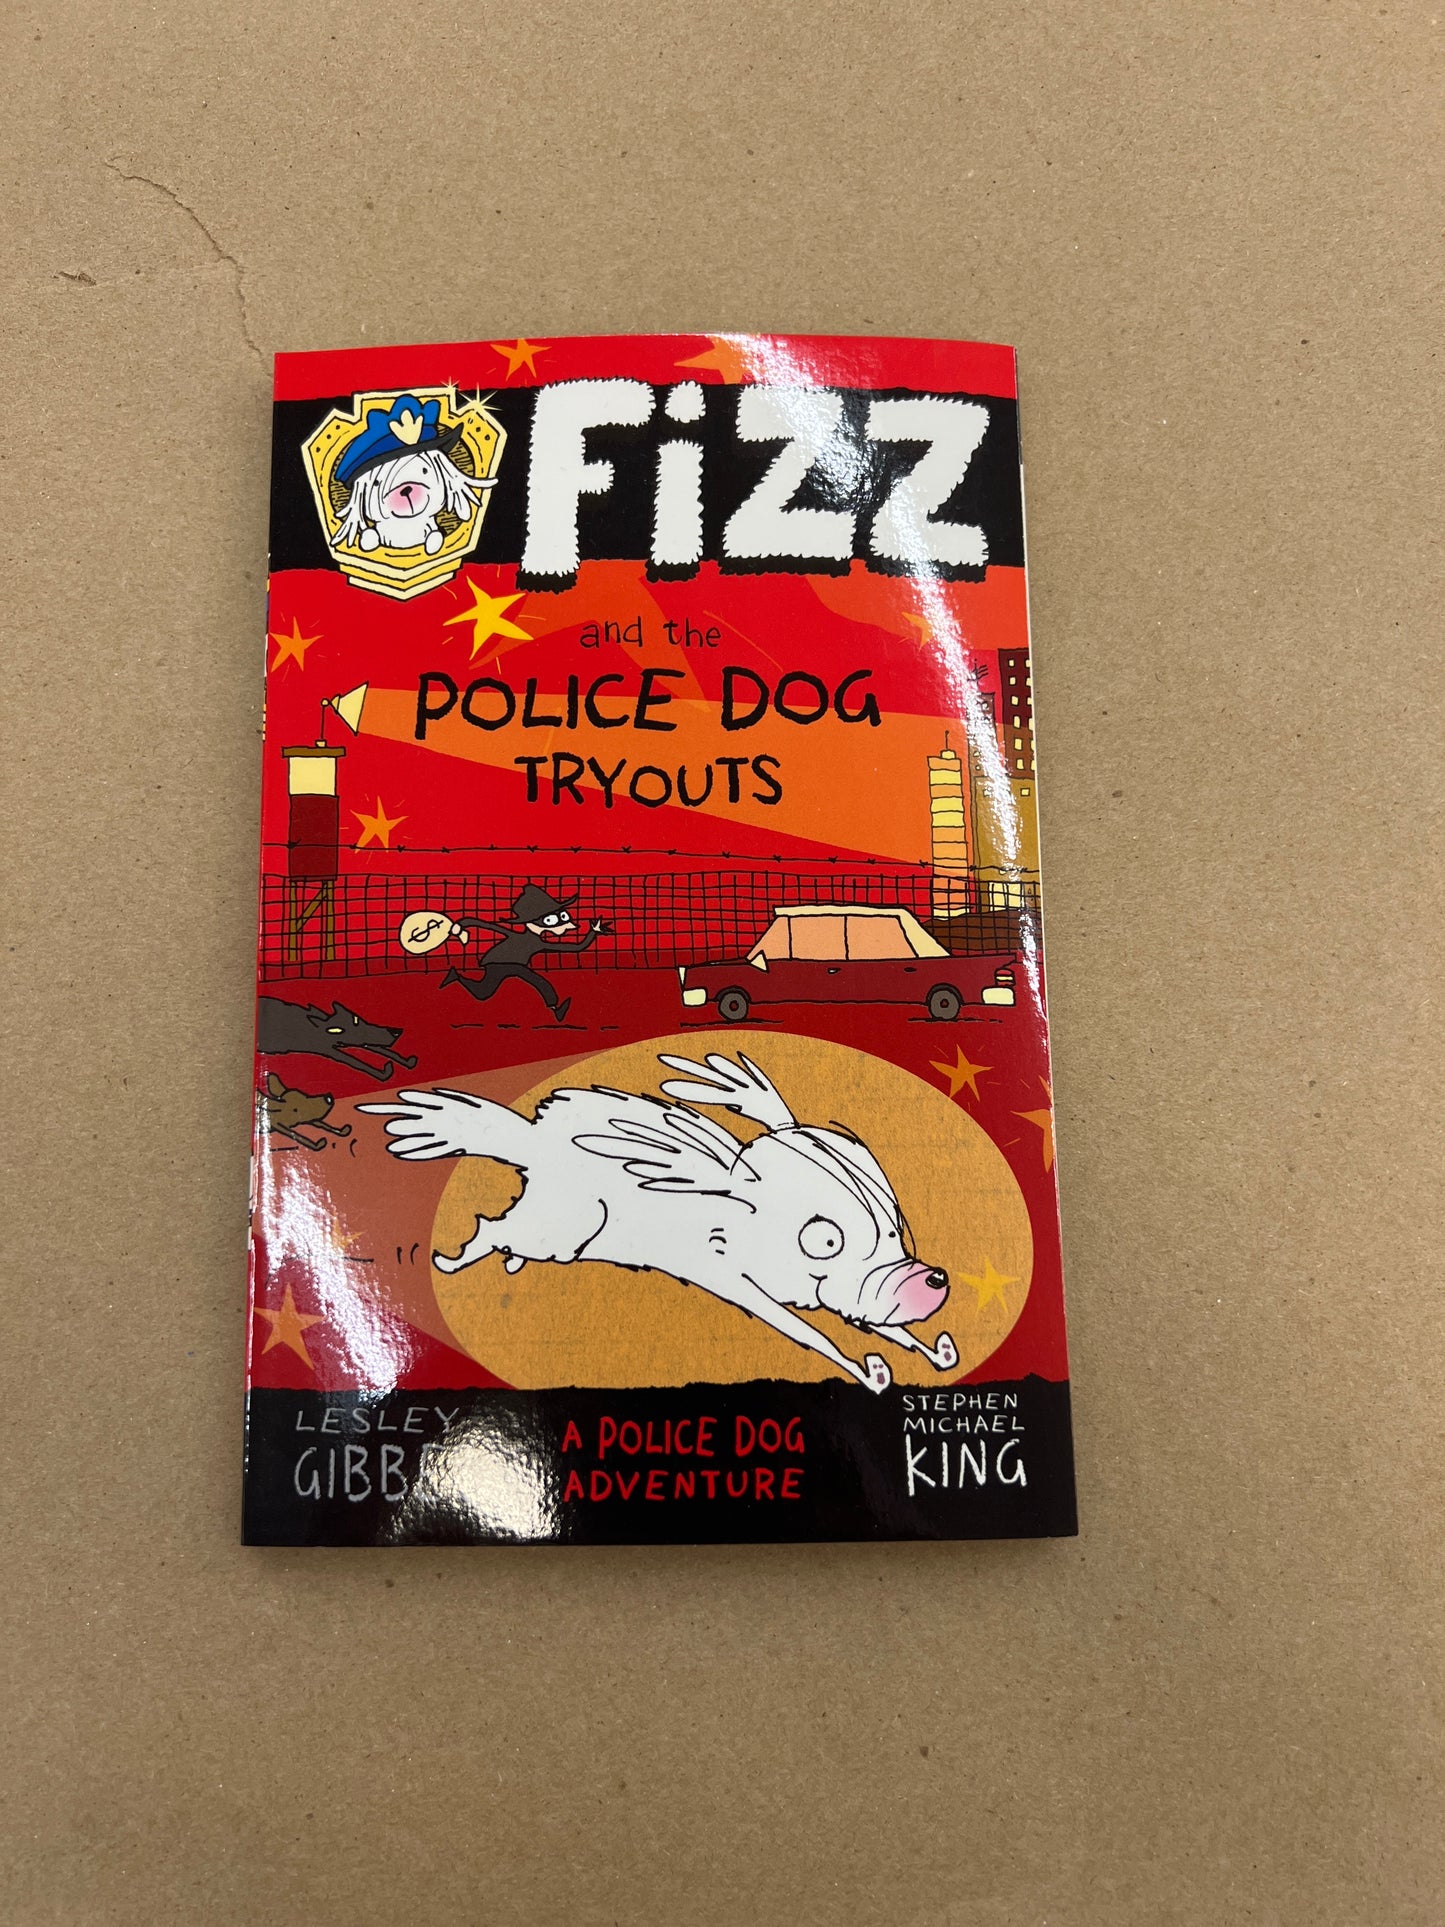 FiZZ
and the
POLICE DOG
TRYOUTS
$
LESLEY
A POLICE DOG
ADVENTURE
STEPHEN
MICHAEL
KING